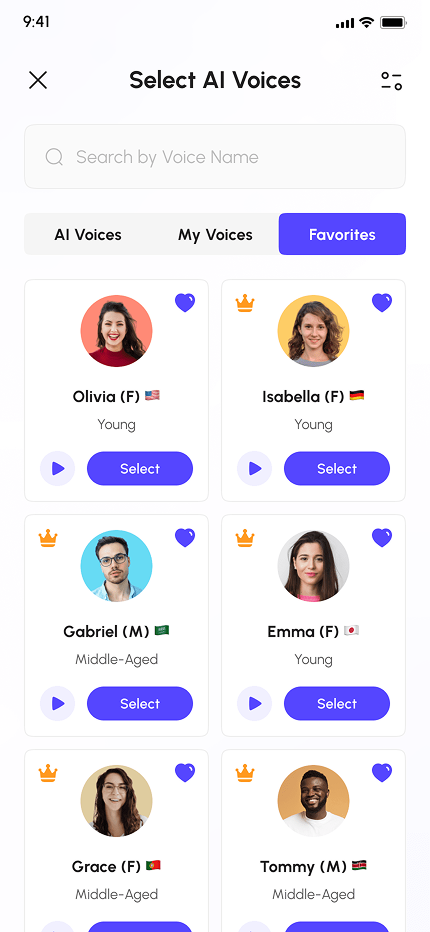 9:41
Select AI Voices
Search by Voice Name
AI Voices My Voices Favorites
Olivia (F) 🇺🇸 Isabella (F) 🇩🇪
Young Young
Select Select
Gabriel (M) 🇸🇦 Emma (F) 🇯🇵
Middle-Aged Young
Select Select
Grace (F) 🇵🇹 Tommy (M) 🇰🇪
Middle-Aged Middle-Aged